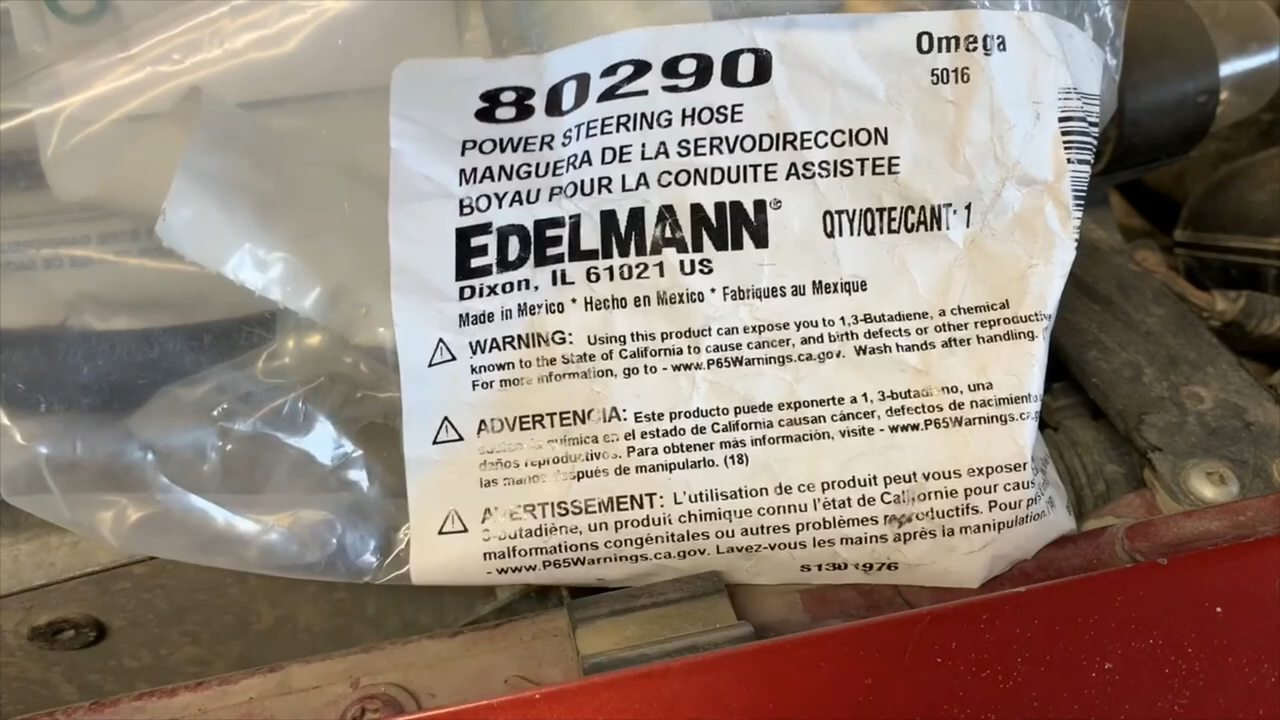 80290
Omega
5016
POWER STEERING HOSE
MANGUERA DE LA SERVODIRECCION
BOYAU POUR LA CONDUITE ASSISTEE
EDELMANN®
QTY/QTE/CANT: 1
Dixon, IL 61021 US
Made in Mexico * Hecho en Mexico * Fabriques au Mexique
WARNING: Using this product can expose you to 1,3-Butadiene, a chemical
known to the State of California to cause cancer, and birth defects or other reproductive
For more information, go to - www.P65Warnings.ca.gov. Wash hands after handling.
ADVERTENCIA: Este producto puede exponerte a 1, 3-butadieno, una
química en el estado de California causan cáncer, defectos de nacimiento
daños reproductivos. Para obtener más información, visite - www.P65Warnings.ca.g
las manos después de manipularlo. (18)
AVERTISSEMENT: L'utilisation de ce produit peut vous exposer
3-butadiène, un produit chimique connu l'état de Californie pour caus
malformations congénitales ou autres problèmes reproductifs. Pour
- www.P65Warnings.ca.gov. Lavez-vous les mains après la manipulation.